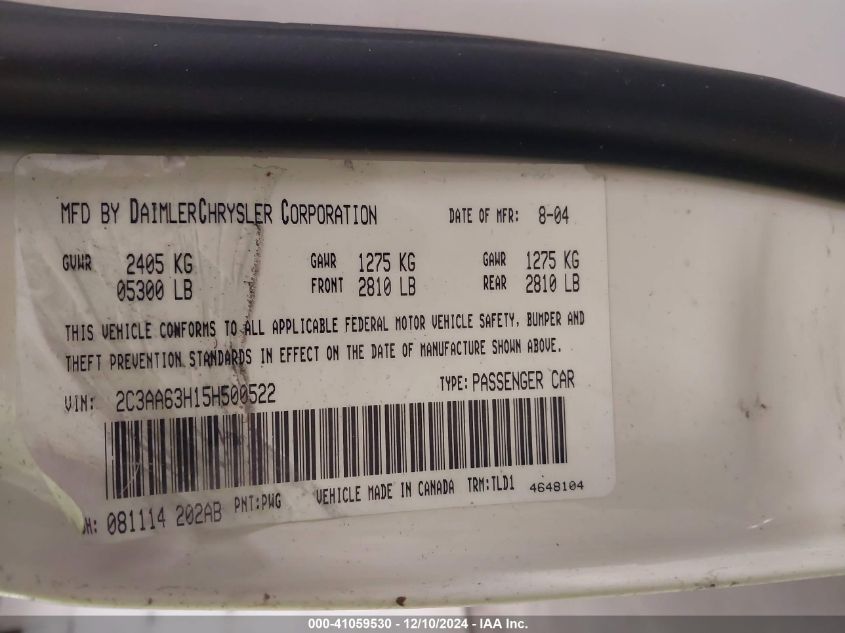 MFD BY DAIMLERCHRYSLER CORPORATION DATE OF MFR: 8-04
GVWR 2405 KG GAWR 1275 KG GAWR 1275 KG
05300 LB FRONT 2810 LB REAR 2810 LB
THIS VEHICLE CONFORMS TO ALL APPLICABLE FEDERAL MOTOR VEHICLE SAFETY, BUMPER AND
THEFT PREVENTION STANDARDS IN EFFECT ON THE DATE OF MANUFACTURE SHOWN ABOVE.
VIN: 2C3AA63H15H500522 TYPE: PASSENGER CAR
H: 081114 202AB PNT:PWG VEHICLE MADE IN CANADA TRM:TLD1 4648104
000-41059530 - 12/10/2024 - IAA Inc.